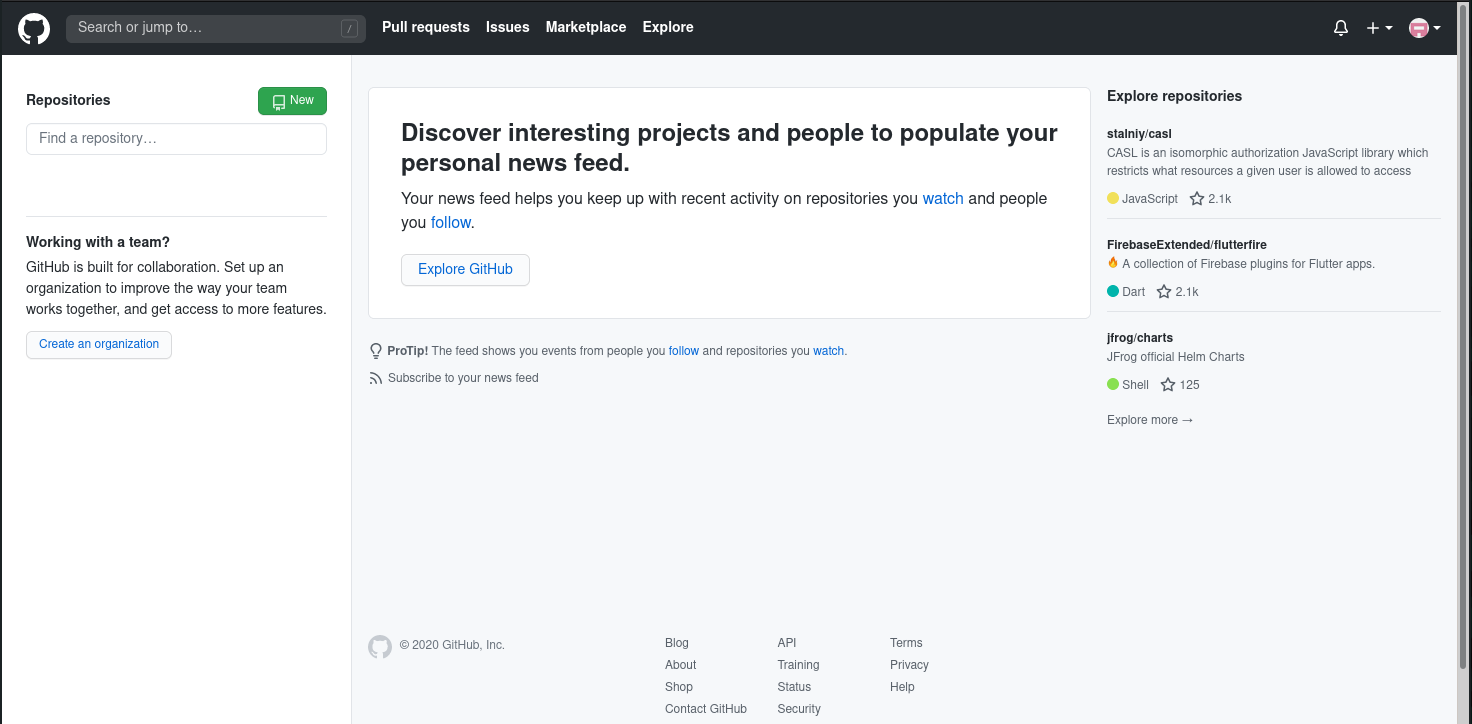 Search or jump to…
/
Pull requests
Issues
Marketplace
Explore
Repositories
New
Find a repository…
Working with a team?
GitHub is built for collaboration. Set up an
organization to improve the way your team
works together, and get access to more features.
Create an organization
Discover interesting projects and people to populate your
personal news feed.
Your news feed helps you keep up with recent activity on repositories you watch and people
you follow.
Explore GitHub
ProTip! The feed shows you events from people you follow and repositories you watch.
Subscribe to your news feed
Explore repositories
stalniy/casl
CASL is an isomorphic authorization JavaScript library which
restricts what resources a given user is allowed to access
JavaScript 2.1k
FirebaseExtended/flutterfire
🔥 A collection of Firebase plugins for Flutter apps.
Dart 2.1k
jfrog/charts
JFrog official Helm Charts
Shell 125
Explore more →
© 2020 GitHub, Inc.
Blog
About
Shop
Contact GitHub
API
Training
Status
Security
Terms
Privacy
Help